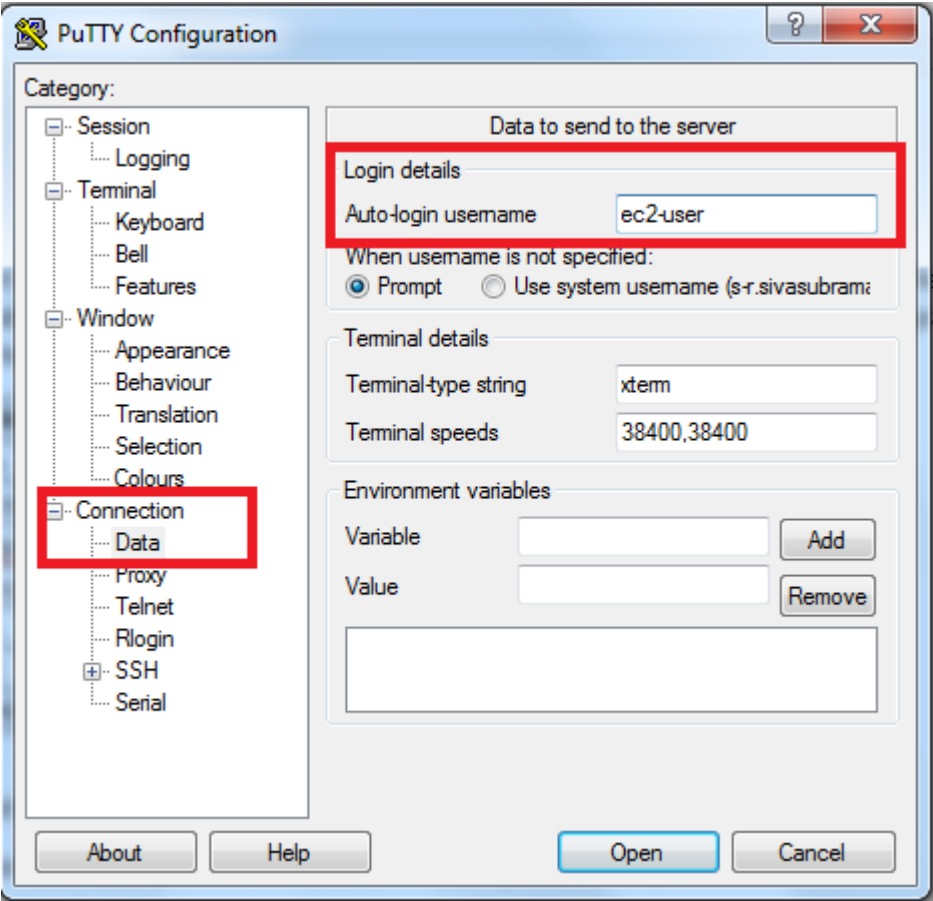 PuTTY Configuration
Category:
Session
Logging
Terminal
Keyboard
Bell
Features
Window
Appearance
Behaviour
Translation
Selection
Colours
Connection
Data
Proxy
Telnet
Rlogin
SSH
Serial
Data to send to the server
Login details
Auto-login username ec2-user
When username is not specified:
Prompt Use system username (s-r.sivasubrama
Terminal details
Terminal-type string xterm
Terminal speeds 38400,38400
Environment variables
Variable Add
Value Remove
About Help Open Cancel